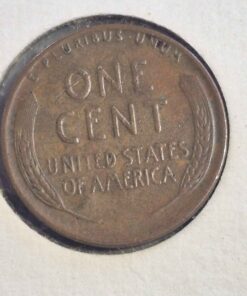 E·PLURIBUS·UNUM
ONE
CENT
UNITED STATES
OF AMERICA